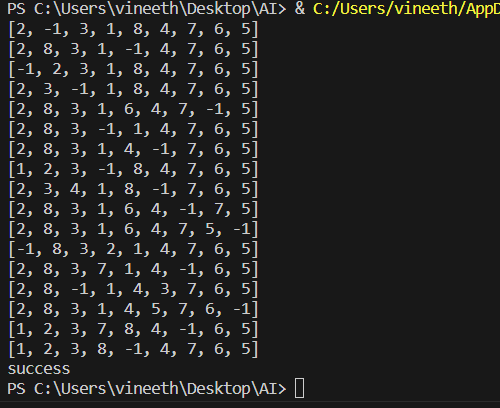 PS C:\Users\vineeth\Desktop\AI> & C:/Users/vineeth/AppD
[2, -1, 3, 1, 8, 4, 7, 6, 5]
[2, 8, 3, 1, -1, 4, 7, 6, 5]
[-1, 2, 3, 1, 8, 4, 7, 6, 5]
[2, 3, -1, 1, 8, 4, 7, 6, 5]
[2, 8, 3, 1, 6, 4, 7, -1, 5]
[2, 8, 3, -1, 1, 4, 7, 6, 5]
[2, 8, 3, 1, 4, -1, 7, 6, 5]
[1, 2, 3, -1, 8, 4, 7, 6, 5]
[2, 3, 4, 1, 8, -1, 7, 6, 5]
[2, 8, 3, 1, 6, 4, -1, 7, 5]
[2, 8, 3, 1, 6, 4, 7, 5, -1]
[-1, 8, 3, 2, 1, 4, 7, 6, 5]
[2, 8, 3, 7, 1, 4, -1, 6, 5]
[2, 8, -1, 1, 4, 3, 7, 6, 5]
[2, 8, 3, 1, 4, 5, 7, 6, -1]
[1, 2, 3, 7, 8, 4, -1, 6, 5]
[1, 2, 3, 8, -1, 4, 7, 6, 5]
success
PS C:\Users\vineeth\Desktop\AI>